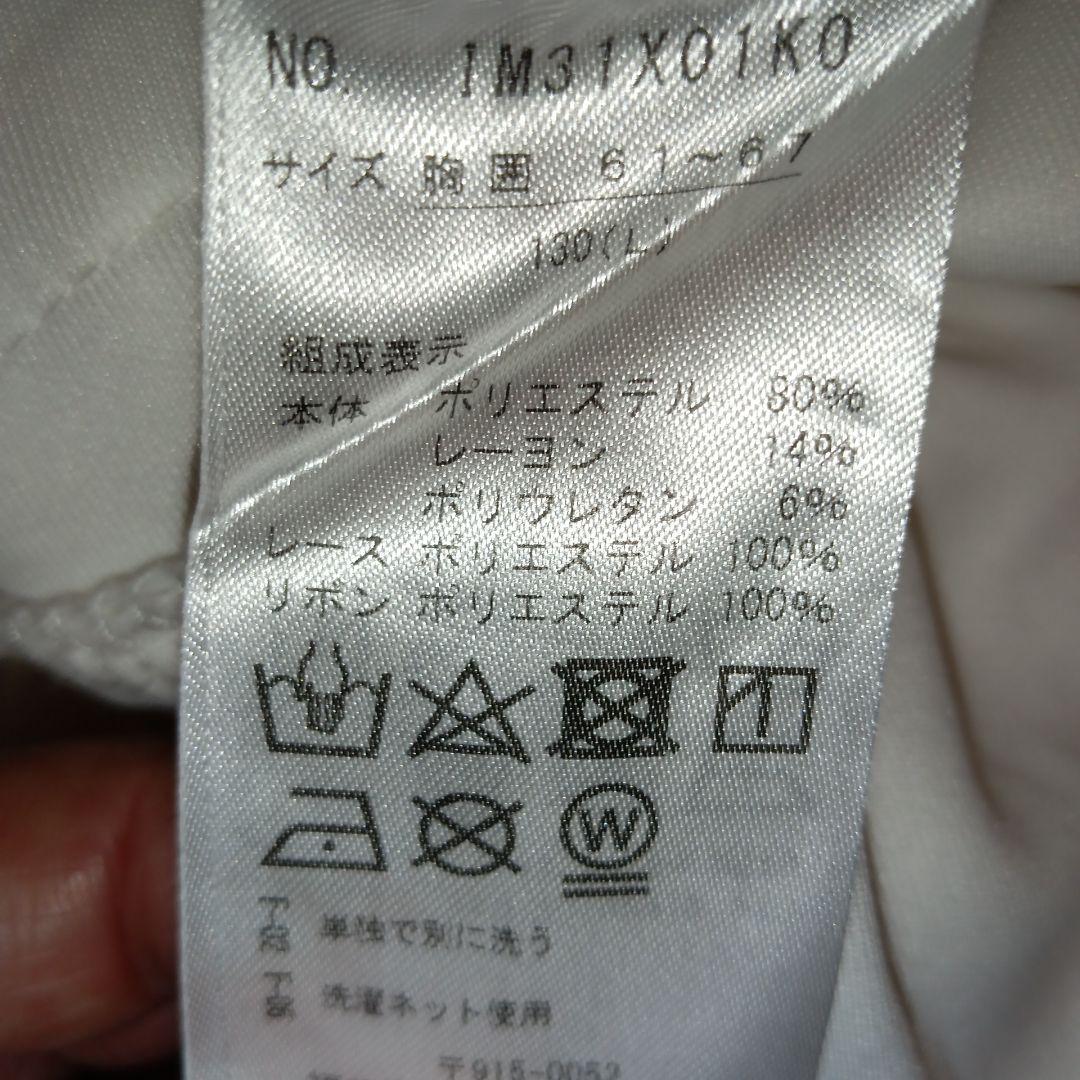 NO. 1M31X01K0
サイズ 胸囲 61~67
130(L)
組成表示
本体 ポリエステル 80%
レーヨン 14%
ポリウレタン 6%
レース ポリエステル 100%
リボン ポリエステル 100%
W
単独で別に洗う
洗濯ネット使用
〒915-0052